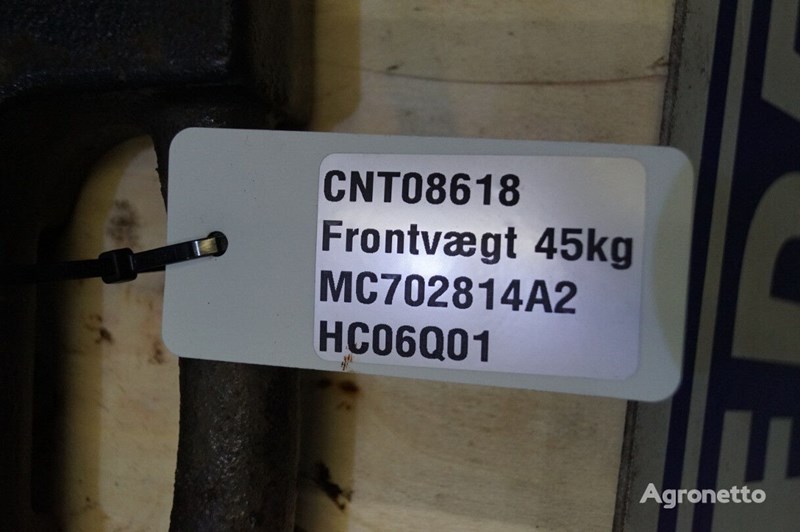 CNT08618
Frontvægt 45kg
MC702814A2
HC06Q01
Agronetto